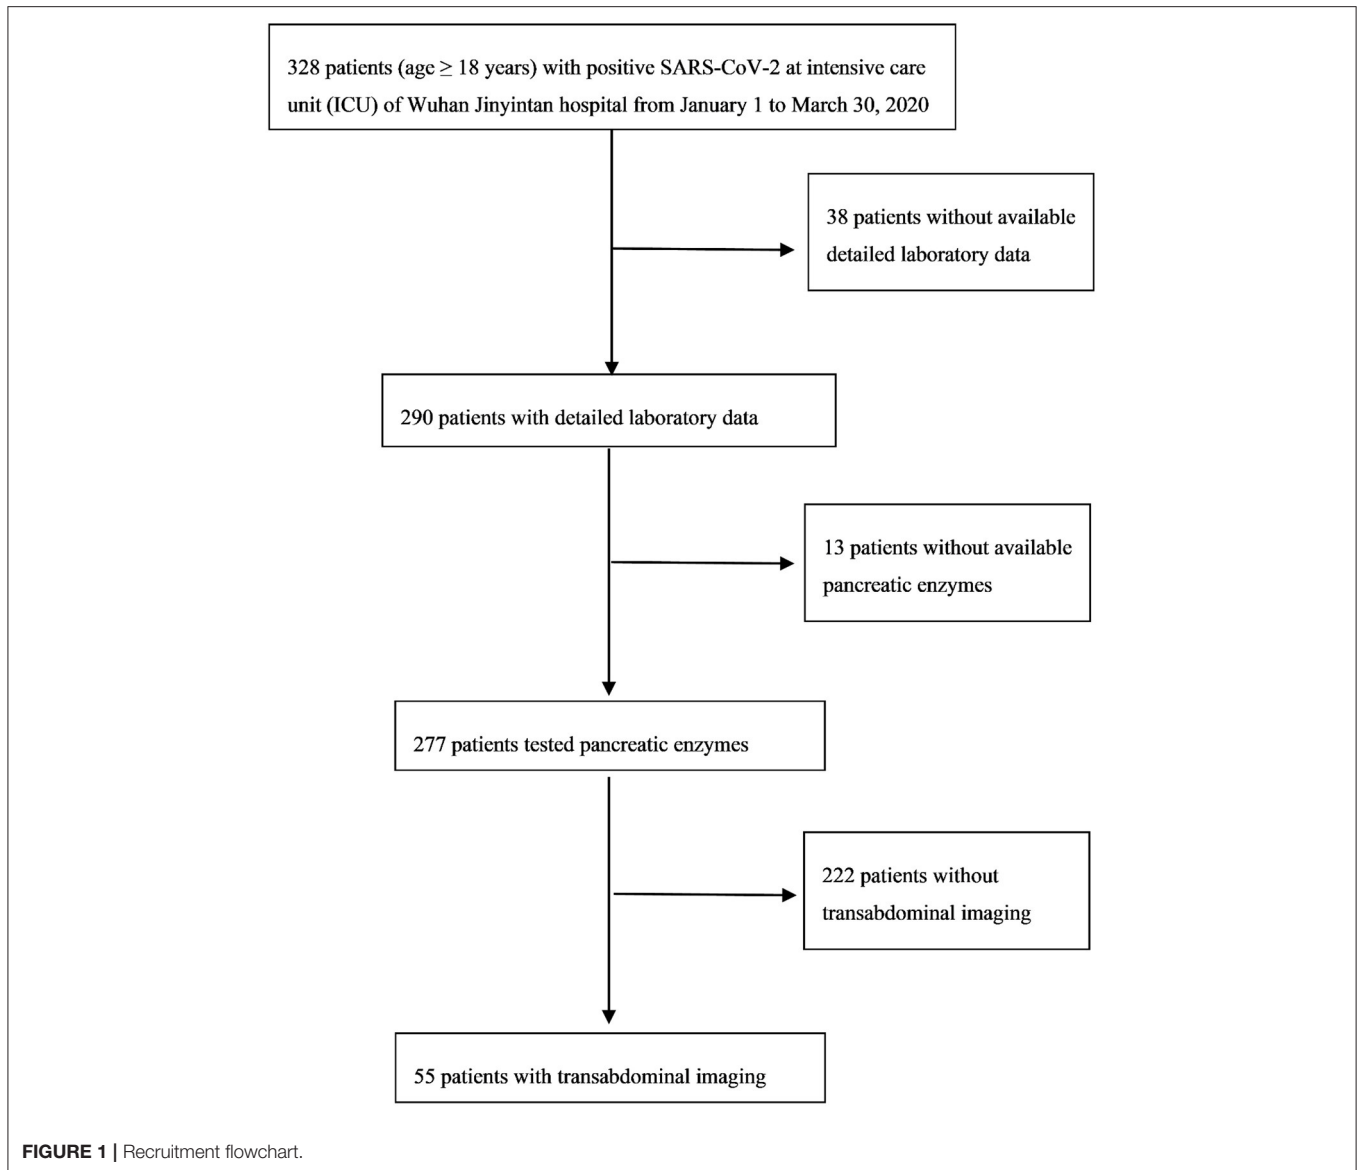 328 patients (age ≥ 18 years) with positive SARS-CoV-2 at intensive care
unit (ICU) of Wuhan Jinyintan hospital from January 1 to March 30, 2020
38 patients without available
detailed laboratory data
290 patients with detailed laboratory data
13 patients without available
pancreatic enzymes
277 patients tested pancreatic enzymes
222 patients without
transabdominal imaging
55 patients with transabdominal imaging
FIGURE 1 | Recruitment flowchart.